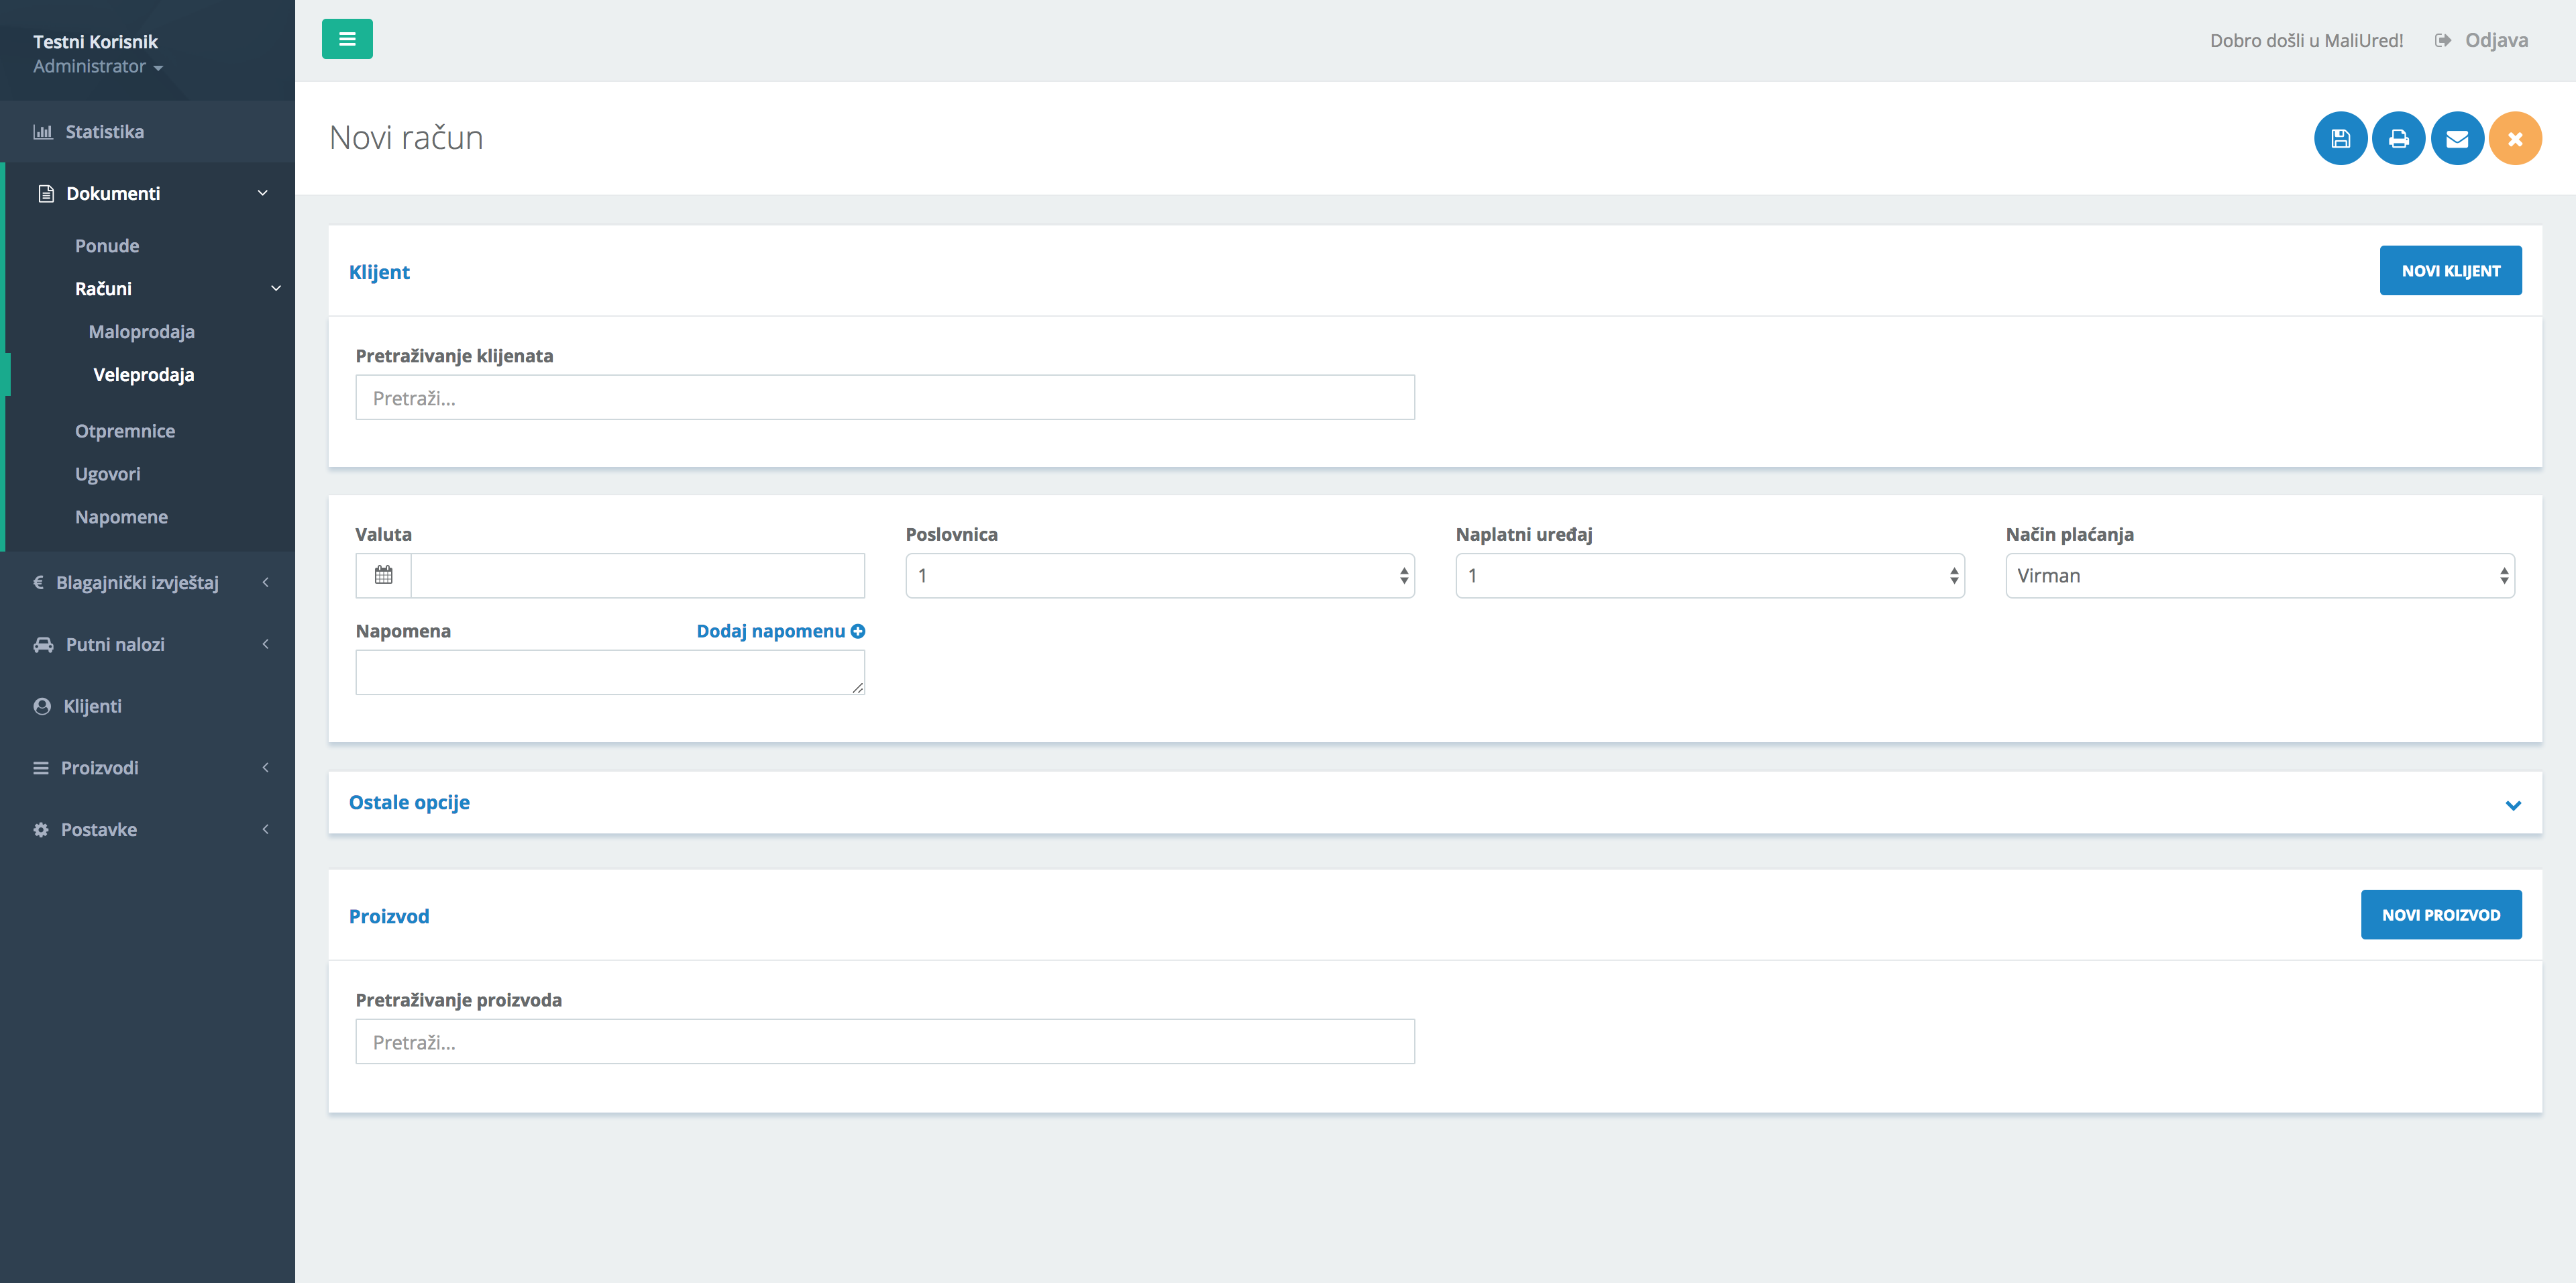 Testni Korisnik
Administrator
Statistika
Dokumenti
Ponude
Računi
Maloprodaja
Veleprodaja
Otpremnice
Ugovori
Napomene
€ Blagajnički izvještaj
Putni nalozi
Klijenti
Proizvodi
Postavke
Dobro došli u MaliUred! Odjava
Novi račun
Klijent NOVI KLIJENT
Pretraživanje klijenata
Pretraži...
Valuta Poslovnica Naplatni uređaj Način plaćanja
1 1 Virman
Napomena Dodaj napomenu
Ostale opcije
Proizvod NOVI PROIZVOD
Pretraživanje proizvoda
Pretraži...